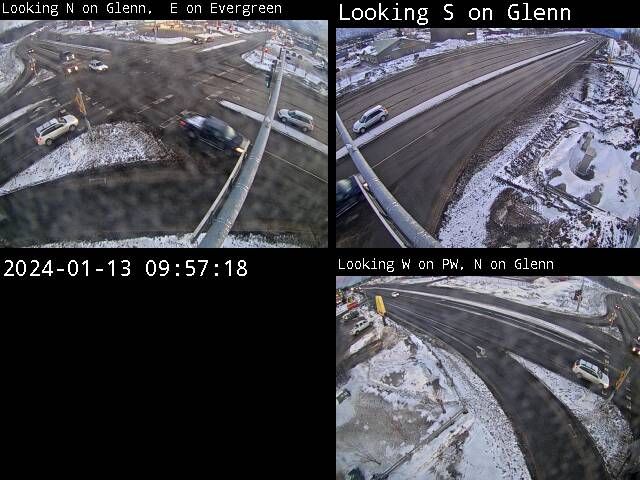 Looking N on Glenn,  E on Evergreen
Looking S on Glenn
2024-01-13 09:57:18
Looking W on PW, N on Glenn